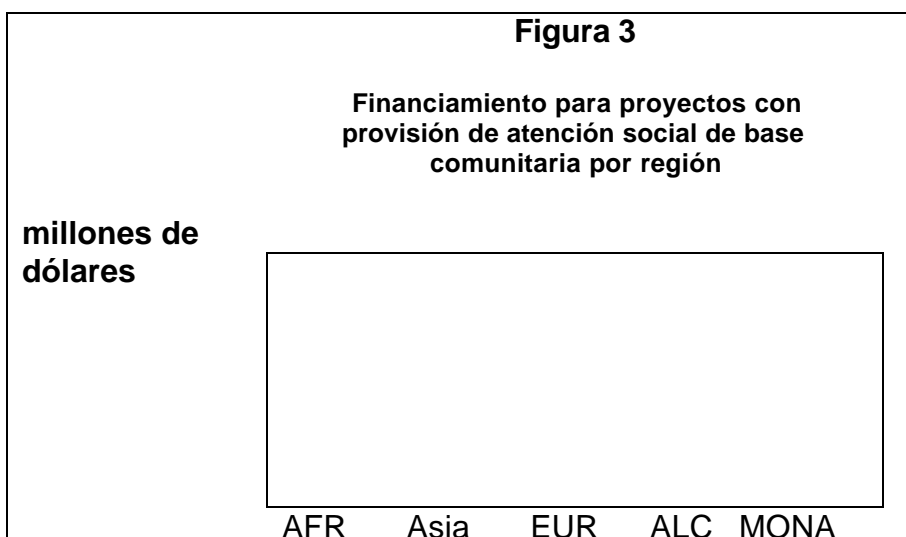 Figura 3
Financiamiento para proyectos con
provisión de atención social de base
comunitaria por región
millones de
dólares
AFR Asia EUR ALC MONA